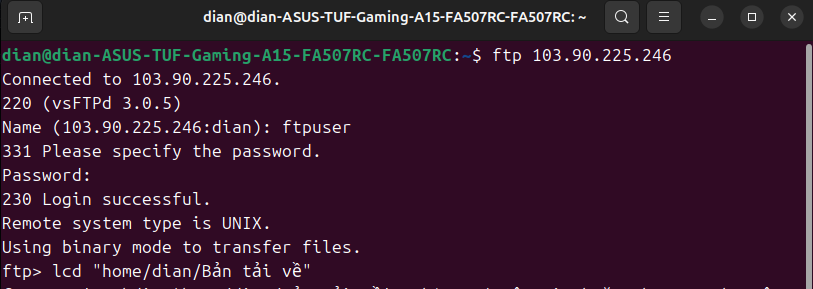 dian@dian-ASUS-TUF-Gaming-A15-FA507RC-FA507RC: ~
dian@dian-ASUS-TUF-Gaming-A15-FA507RC-FA507RC:~$ ftp 103.90.225.246
Connected to 103.90.225.246.
220 (vsFTPd 3.0.5)
Name (103.90.225.246:dian): ftpuser
331 Please specify the password.
Password:
230 Login successful.
Remote system type is UNIX.
Using binary mode to transfer files.
ftp> lcd "home/dian/Bản tải về"